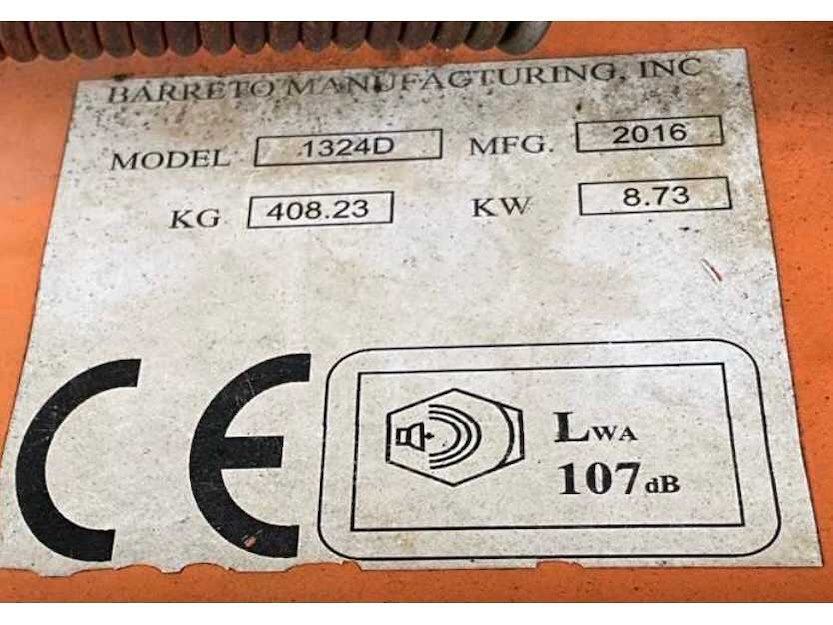 BARRETO MANUFACTURING, INC
MODEL 1324D MFG. 2016
KG 408.23 KW 8.73
CE
LWA
107dB